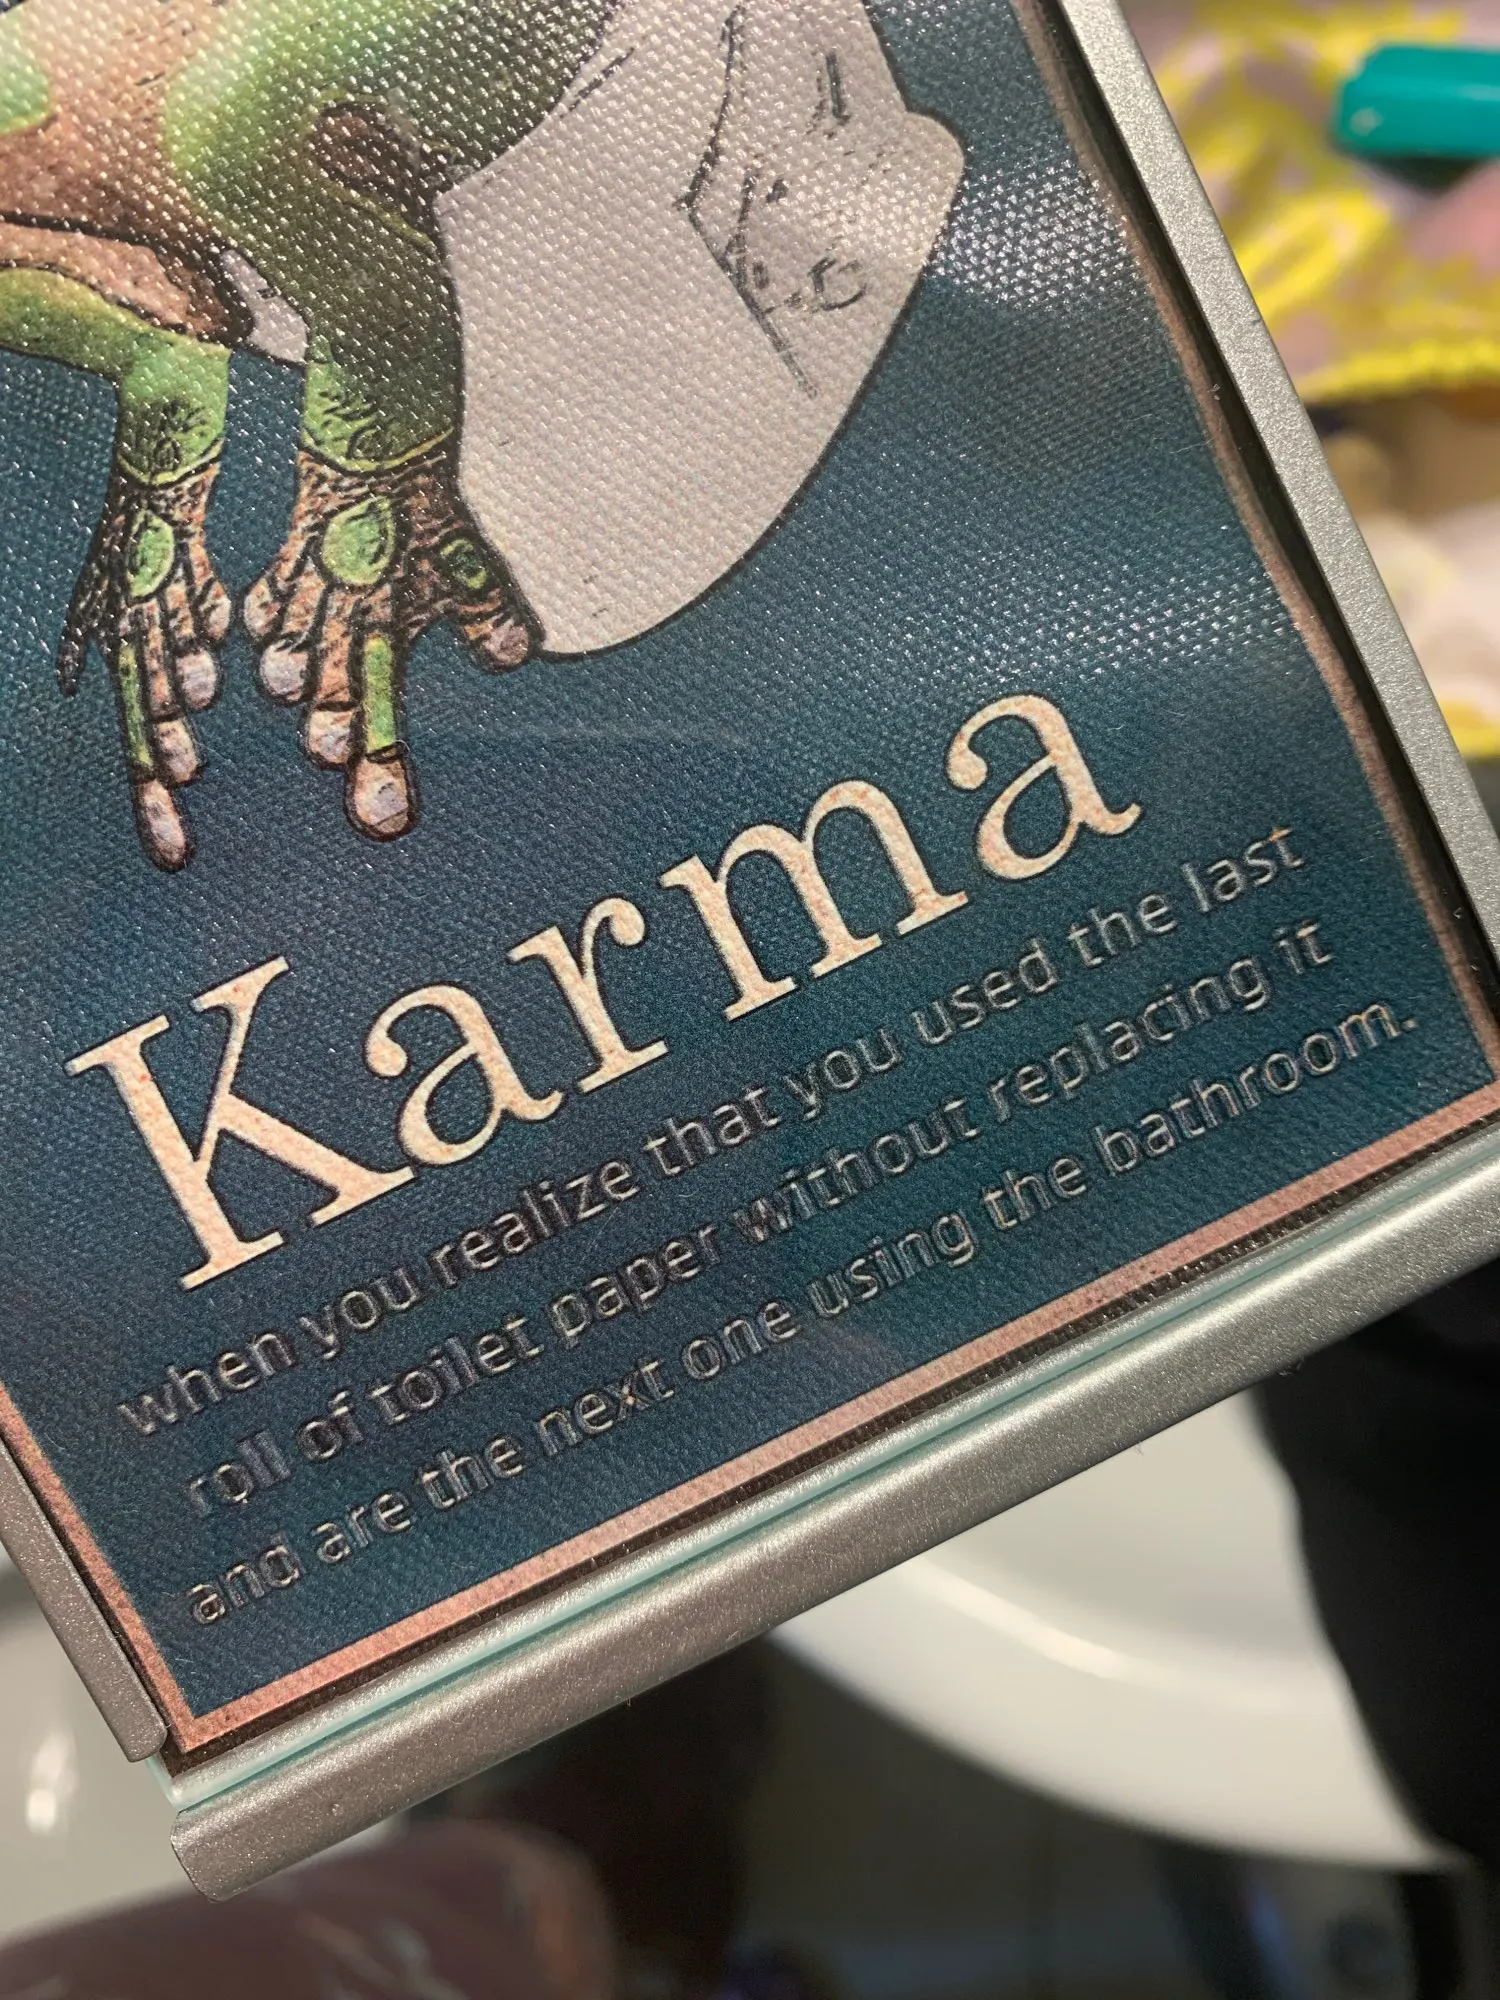 Karma
when you realize that you used the last
roll of toilet paper without replacing it
and are the next one using the bathroom.